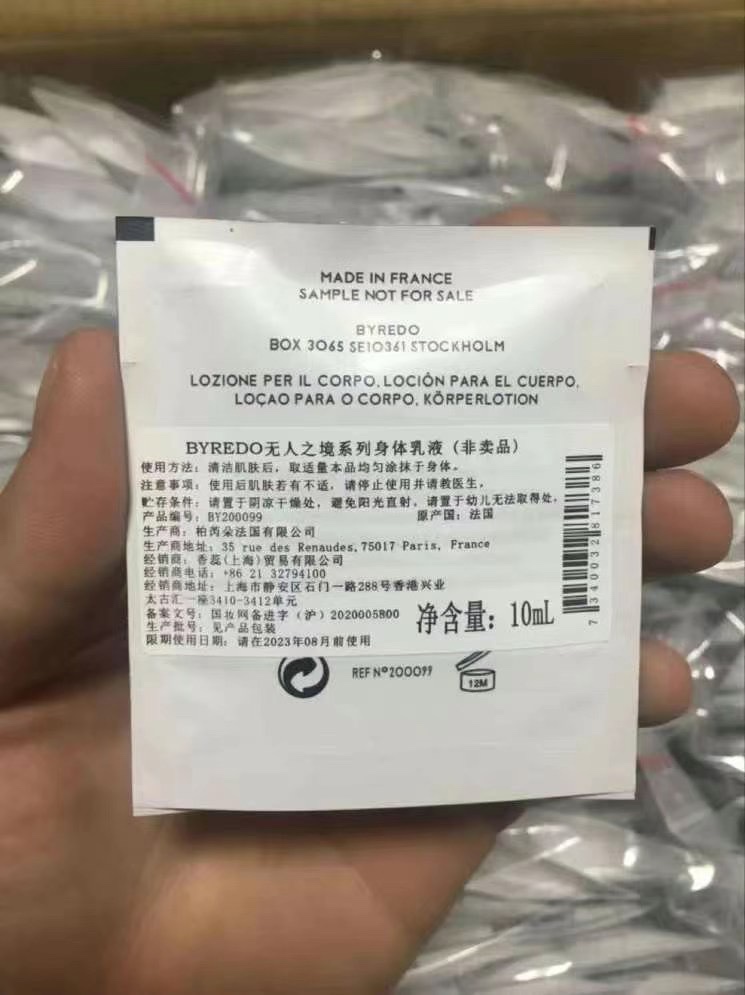 MADE IN FRANCE
SAMPLE NOT FOR SALE
BYREDO
BOX 3065 SE10361 STOCKHOLM
LOZIONE PER IL CORPO, LOCIÓN PARA EL CUERPO,
LOÇAO PARA O CORPO, KÖRPERLOTION
BYREDO无人之境系列身体乳液（非卖品）
使用方法：清洁肌肤后，取适量本品均匀涂抹于身体。
注意事项：使用后肌肤若有不适，请停止使用并请教医生，
贮存条件：请置于阴凉干燥处，避免阳光直射，请置于幼儿无法取得处，
产品编号：BY200099 原产国：法国
生产商：柏芮朵法国有限公司
生产商地址：35 rue des Renaudes,75017 Paris, France
经销商：香蕊(上海)贸易有限公司
经销商电话：+86 21 32794100
经销商地址：上海市静安区石门一路288号香港兴业
太古汇一座3410-3412单元
备案文号：国妆网备进字（沪）2020005800
生产批号：见产品包装
限期使用日期：请在2023年08月前使用
净含量：10mL
7 340032 817386
REF Nº200099
12M